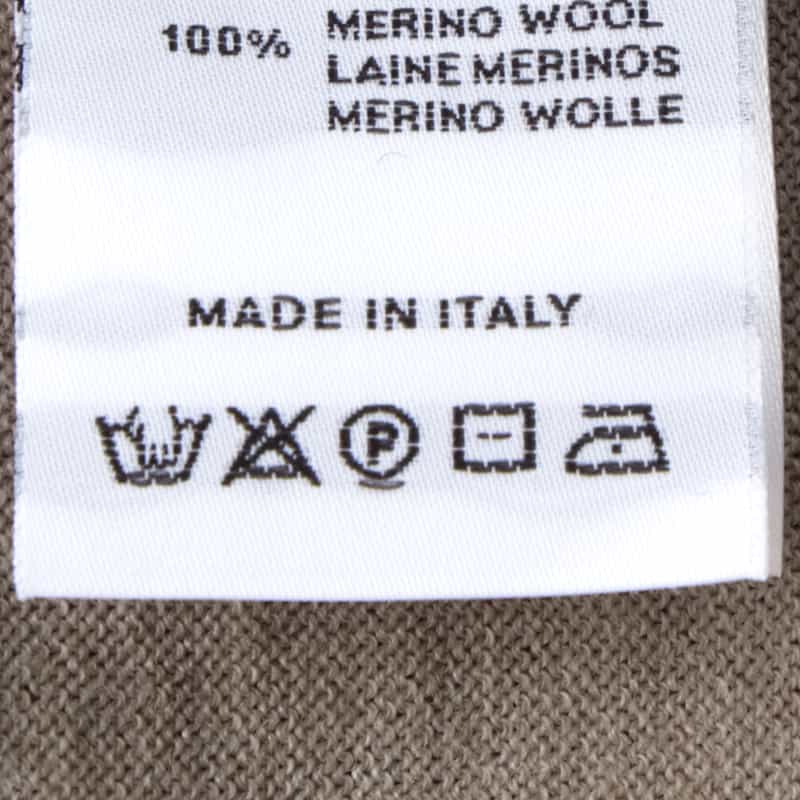 100% MERINO WOOL
LAINE MERINOS
MERINO WOLLE
MADE IN ITALY
W P